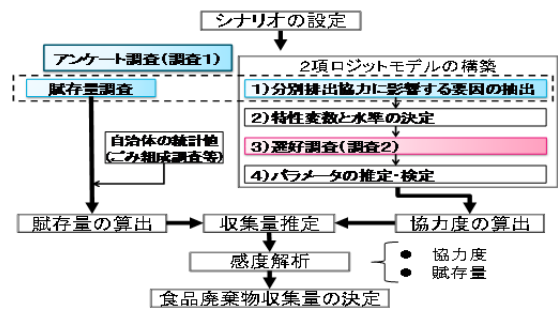 シナリオの設定
アンケート調査(調査1)
賦存量調査
2項ロジットモデルの構築
1)分別排出協力に影響する要因の抽出
2)特性変数と水準の決定
3)選好調査(調査2)
4)パラメータの推定・検定
自治体の統計値
(ごみ組成調査等)
賦存量の算出
収集量推定
協力度の算出
感度解析
● 協力度
● 賦存量
食品廃棄物収集量の決定